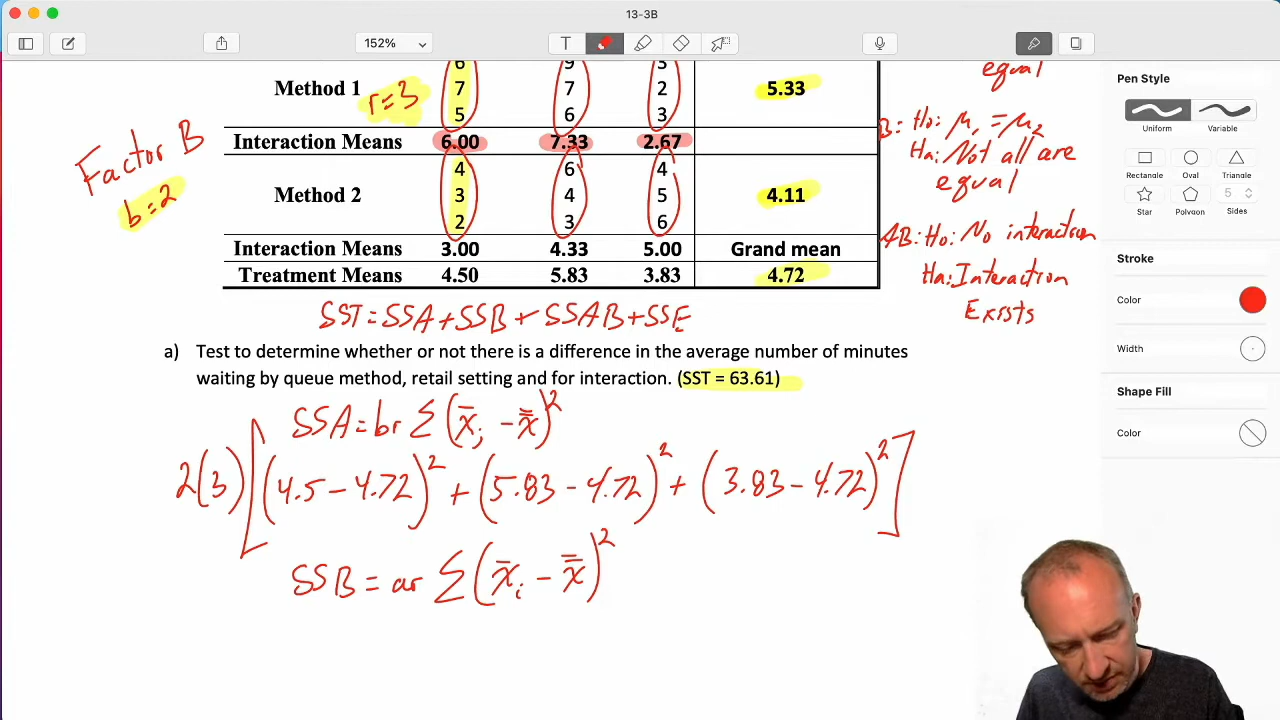 13-3B
152%
T
equal
6 9 3
Method 1 r=3 7 7 2 5.33
5 6 3
Factor B
b=2
Interaction Means 6.00 7.33 2.67
B: Ho: μ1 = μ2
Ha: Not all are
equal
4 6 4
Method 2 3 4 5 4.11
2 3 6
Interaction Means 3.00 4.33 5.00 Grand mean
Treatment Means 4.50 5.83 3.83 4.72
AB: Ho: No interaction
Ha: Interaction
Exists
SST = SSA + SSB + SSAB + SSE
a) Test to determine whether or not there is a difference in the average number of minutes
waiting by queue method, retail setting and for interaction. (SST = 63.61)
SSA = br Σ (x̄j - x̿)²
2(3) [(4.5 - 4.72)² + (5.83 - 4.72)² + (3.83 - 4.72)²]
SSB = ar Σ (x̄i - x̿)²
Pen Style
Uniform Variable
Rectangle Oval Triangle
5
Star Polygon Sides
Stroke
Color
Width
Shape Fill
Color